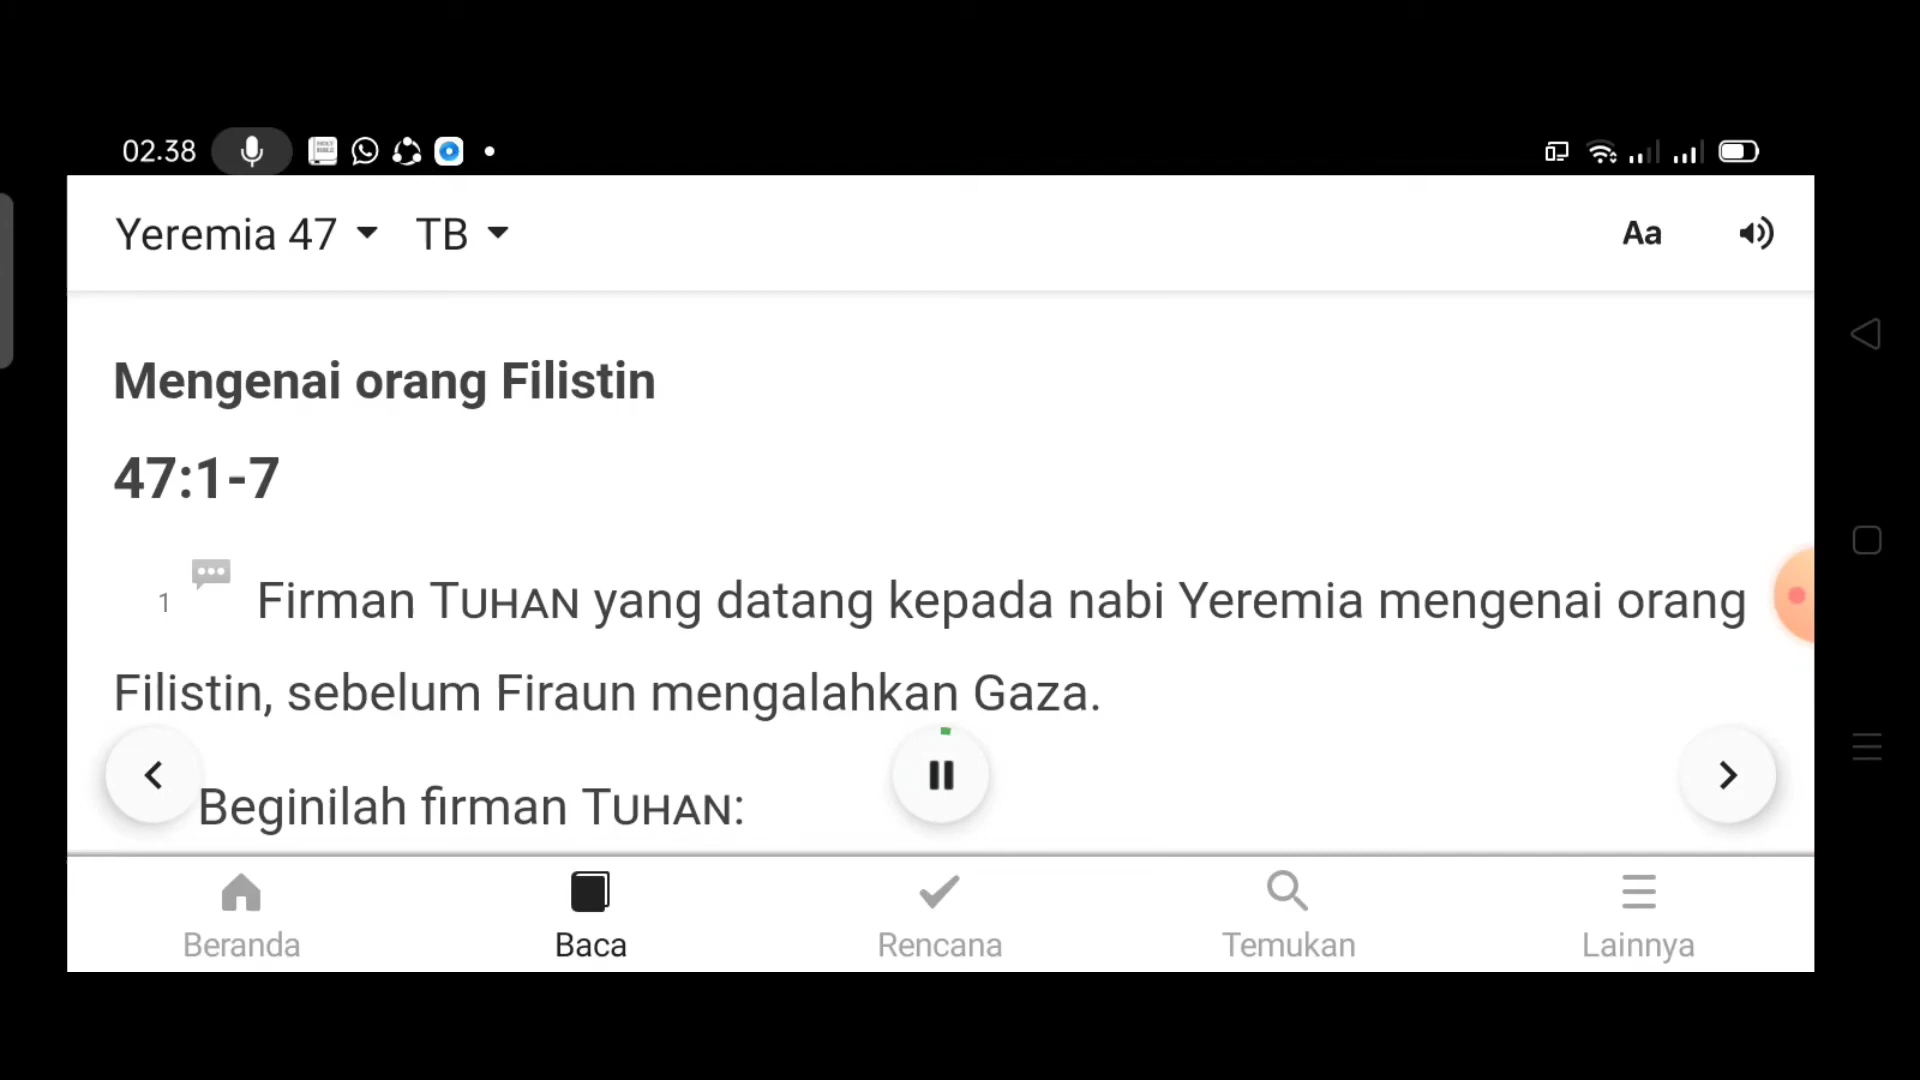 02.38
Yeremia 47 TB Aa
Mengenai orang Filistin
47:1-7
1 Firman TUHAN yang datang kepada nabi Yeremia mengenai orang
Filistin, sebelum Firaun mengalahkan Gaza.
Beginilah firman TUHAN:
Beranda Baca Rencana Temukan Lainnya